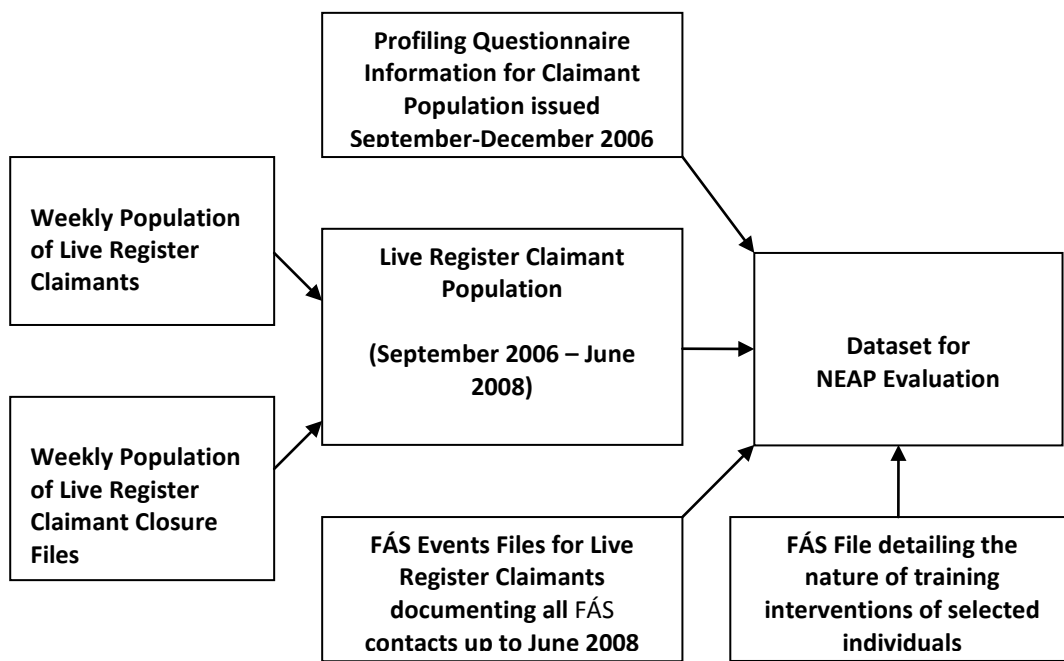 Profiling Questionnaire
Information for Claimant
Population issued
September-December 2006
Weekly Population
of Live Register
Claimants
Live Register Claimant
Population
(September 2006 – June
2008)
Dataset for
NEAP Evaluation
Weekly Population
of Live Register
Claimant Closure
Files
FÁS Events Files for Live
Register Claimants
documenting all FÁS
contacts up to June 2008
FÁS File detailing the
nature of training
interventions of selected
individuals